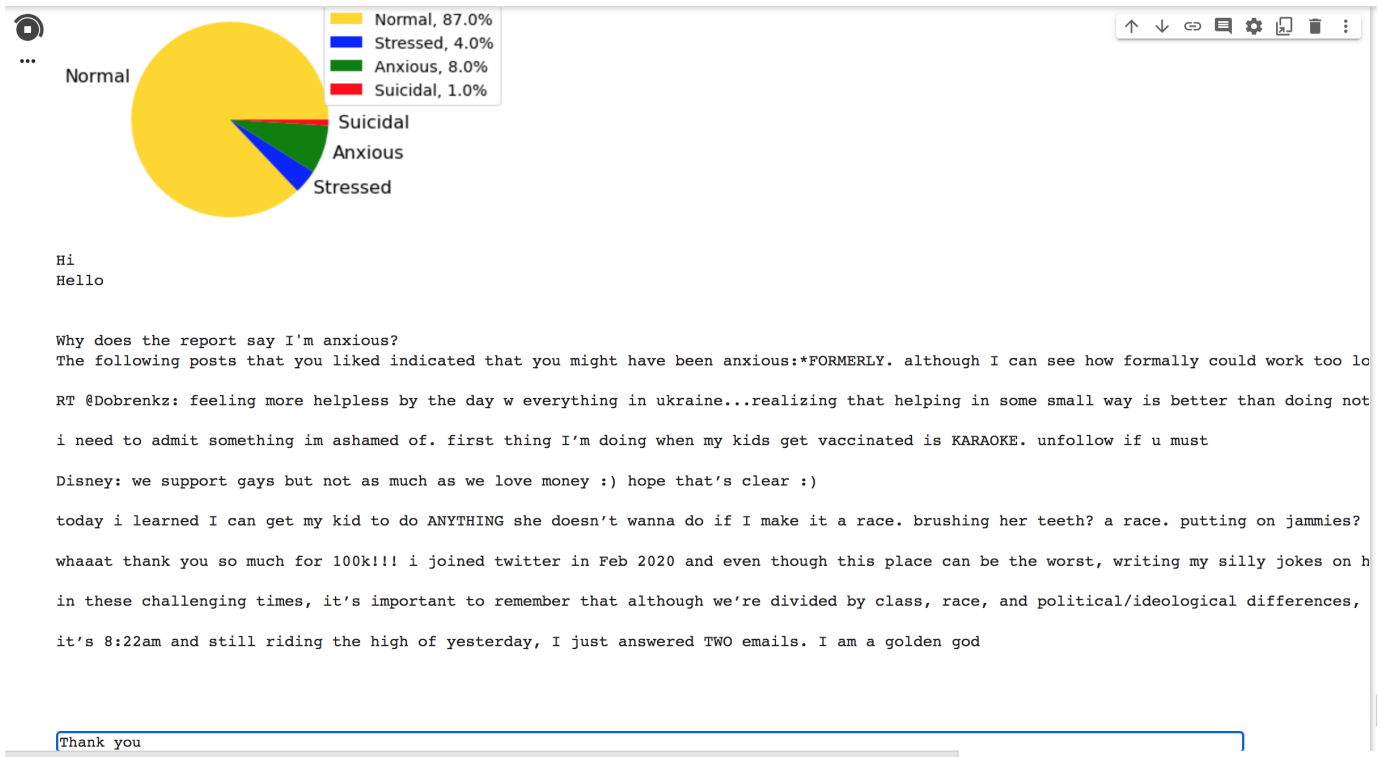 Normal, 87.0%
Stressed, 4.0%
Anxious, 8.0%
Suicidal, 1.0%
Normal
Suicidal
Anxious
Stressed
Hi
Hello
Why does the report say I'm anxious?
The following posts that you liked indicated that you might have been anxious:*FORMERLY. although I can see how formally could work too lo
RT @Dobrenkz: feeling more helpless by the day w everything in ukraine...realizing that helping in some small way is better than doing not
i need to admit something im ashamed of. first thing I’m doing when my kids get vaccinated is KARAOKE. unfollow if u must
Disney: we support gays but not as much as we love money :) hope that’s clear :)
today i learned I can get my kid to do ANYTHING she doesn’t wanna do if I make it a race. brushing her teeth? a race. putting on jammies?
whaaat thank you so much for 100k!!! i joined twitter in Feb 2020 and even though this place can be the worst, writing my silly jokes on h
in these challenging times, it’s important to remember that although we’re divided by class, race, and political/ideological differences,
it’s 8:22am and still riding the high of yesterday, I just answered TWO emails. I am a golden god
Thank you